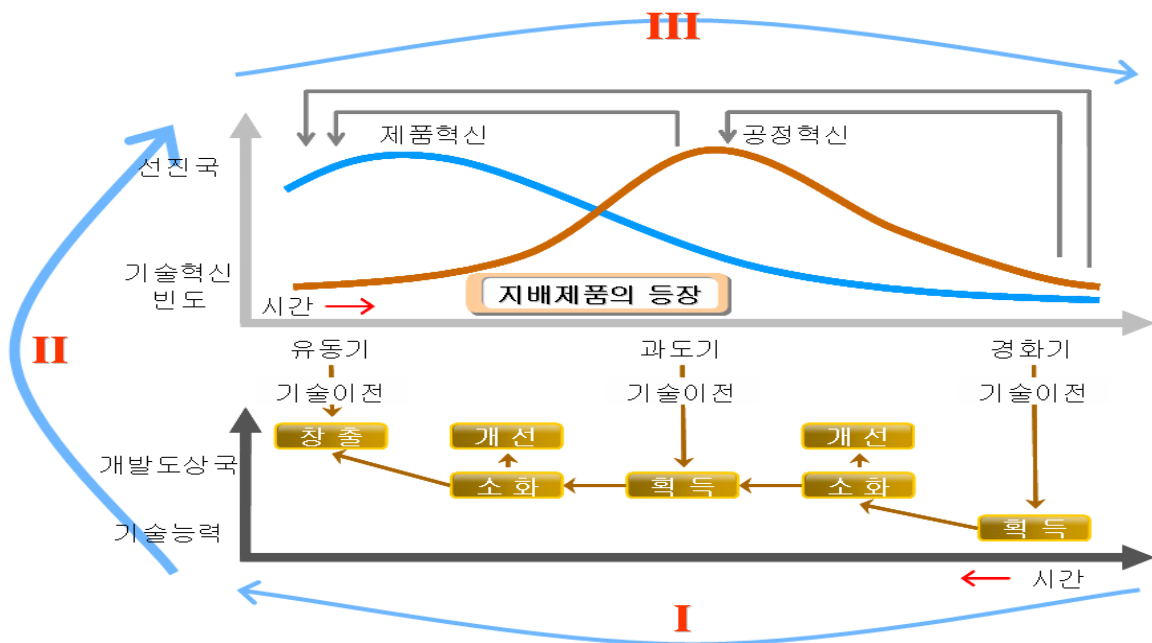 III
제품혁신
공정혁신
선진국
기술혁신
빈도
시간
지배제품의 등장
II
유동기
과도기
경화기
기술이전
기술이전
기술이전
창출
개선
개선
개발도상국
소화
획득
소화
기술능력
획득
시간
I